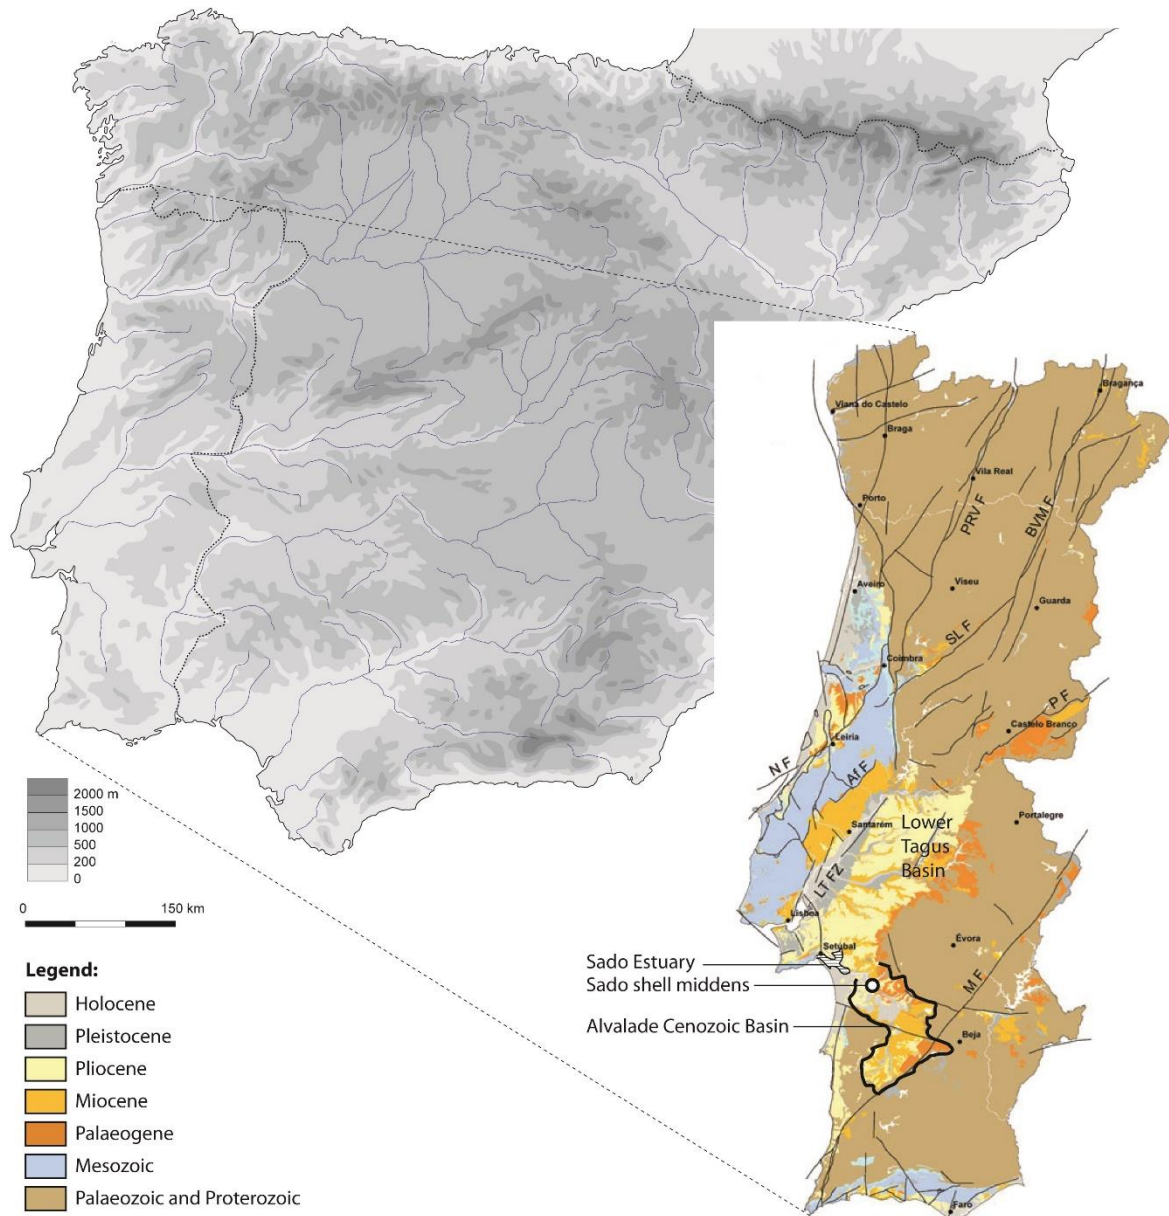 2000 m
1500
1000
500
200
0
0 150 km
Legend:
Holocene
Pleistocene
Pliocene
Miocene
Palaeogene
Mesozoic
Palaeozoic and Proterozoic
Bragança
Viana do Castelo
Braga
Vila Real
Porto
PRV F
BVM F
Aveiro
Viseu
Guarda
SL F
Coimbra
P F
Castelo Branco
Leiria
N F
Af F
Portalegre
Santarém
Lower
Tagus
Basin
LT FZ
Lisboa
Évora
Setúbal
Sado Estuary
Sado shell middens
M F
Alvalade Cenozoic Basin
Beja
Faro